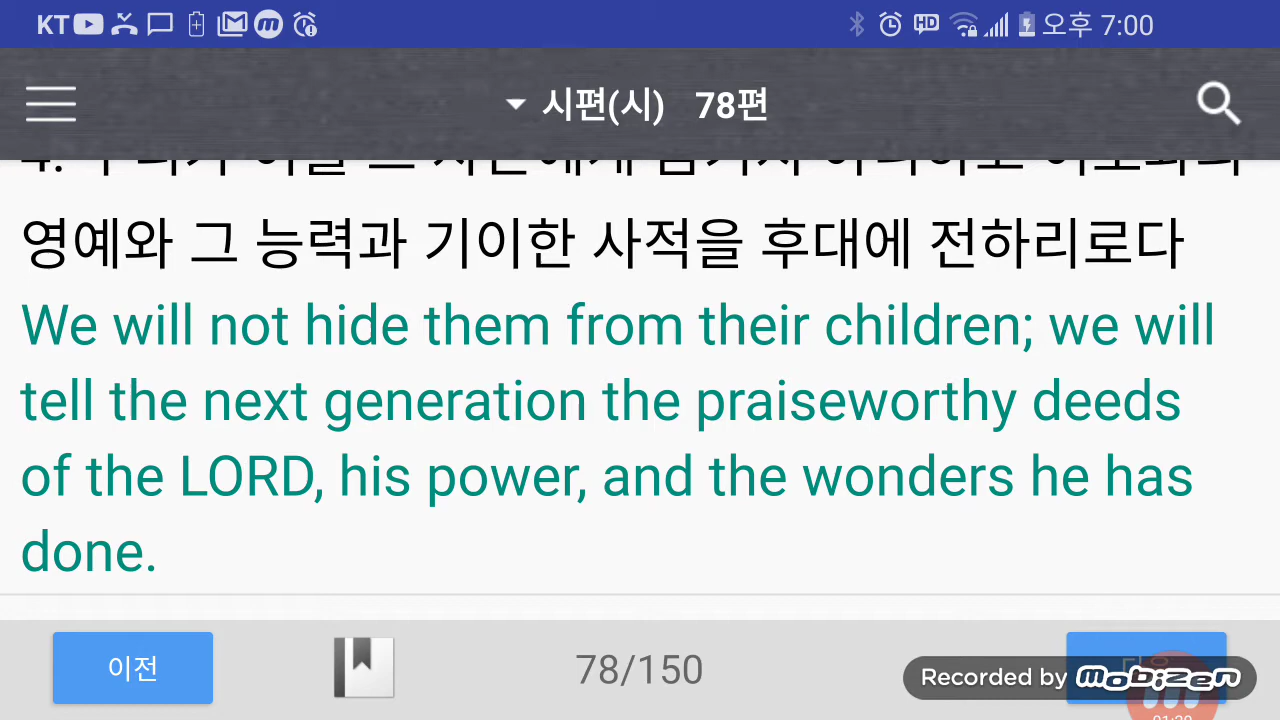 KT HD 오후 7:00
시편(시) 78편
영예와 그 능력과 기이한 사적을 후대에 전하리로다
We will not hide them from their children; we will
tell the next generation the praiseworthy deeds
of the LORD, his power, and the wonders he has
done.
이전 78/150
Recorded by MOBIZEN